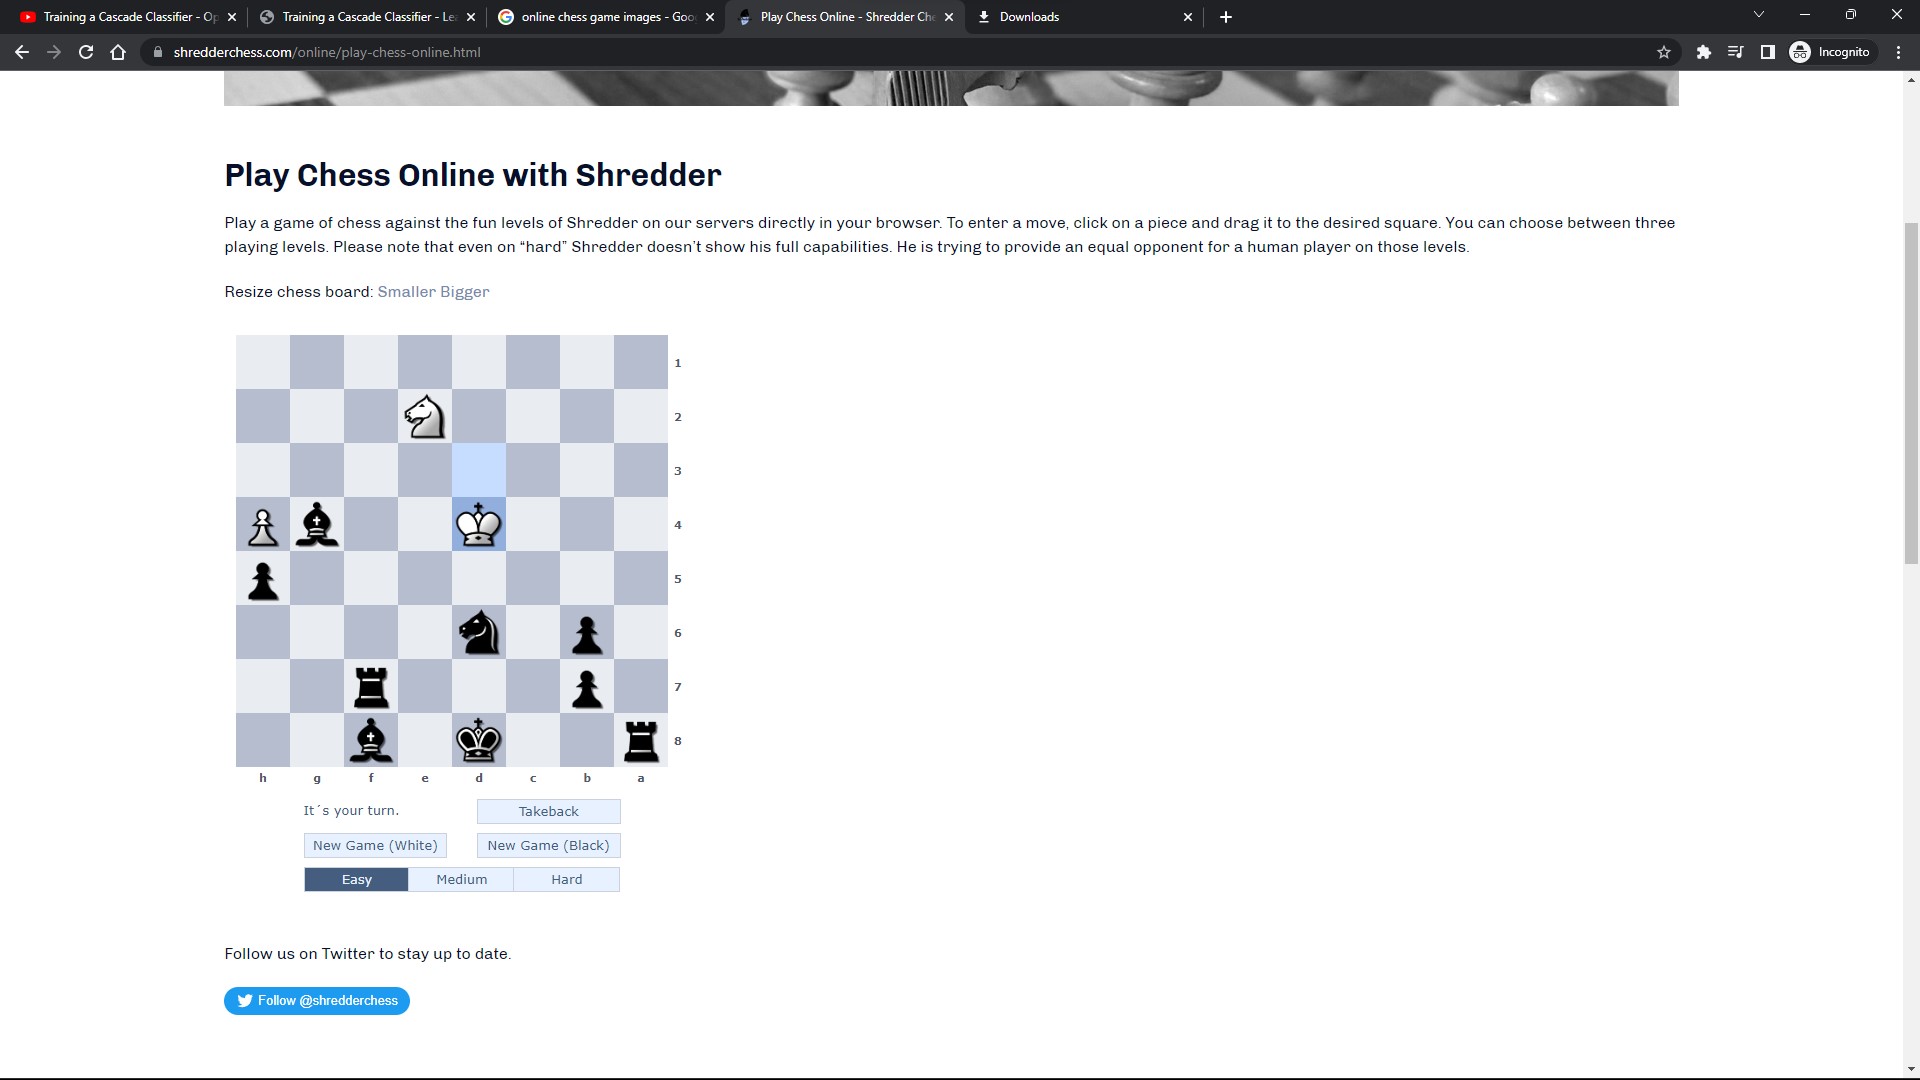 Training a Cascade Classifier - Op
Training a Cascade Classifier - Le
online chess game images - Goo
Play Chess Online - Shredder Che
Downloads
shredderchess.com/online/play-chess-online.html
Incognito
Play Chess Online with Shredder
Play a game of chess against the fun levels of Shredder on our servers directly in your browser. To enter a move, click on a piece and drag it to the desired square. You can choose between three
playing levels. Please note that even on “hard” Shredder doesn’t show his full capabilities. He is trying to provide an equal opponent for a human player on those levels.
Resize chess board: Smaller Bigger
1
2
3
4
5
6
7
8
h g f e d c b a
It´s your turn.
Takeback
New Game (White)
New Game (Black)
Easy
Medium
Hard
Follow us on Twitter to stay up to date.
Follow @shredderchess